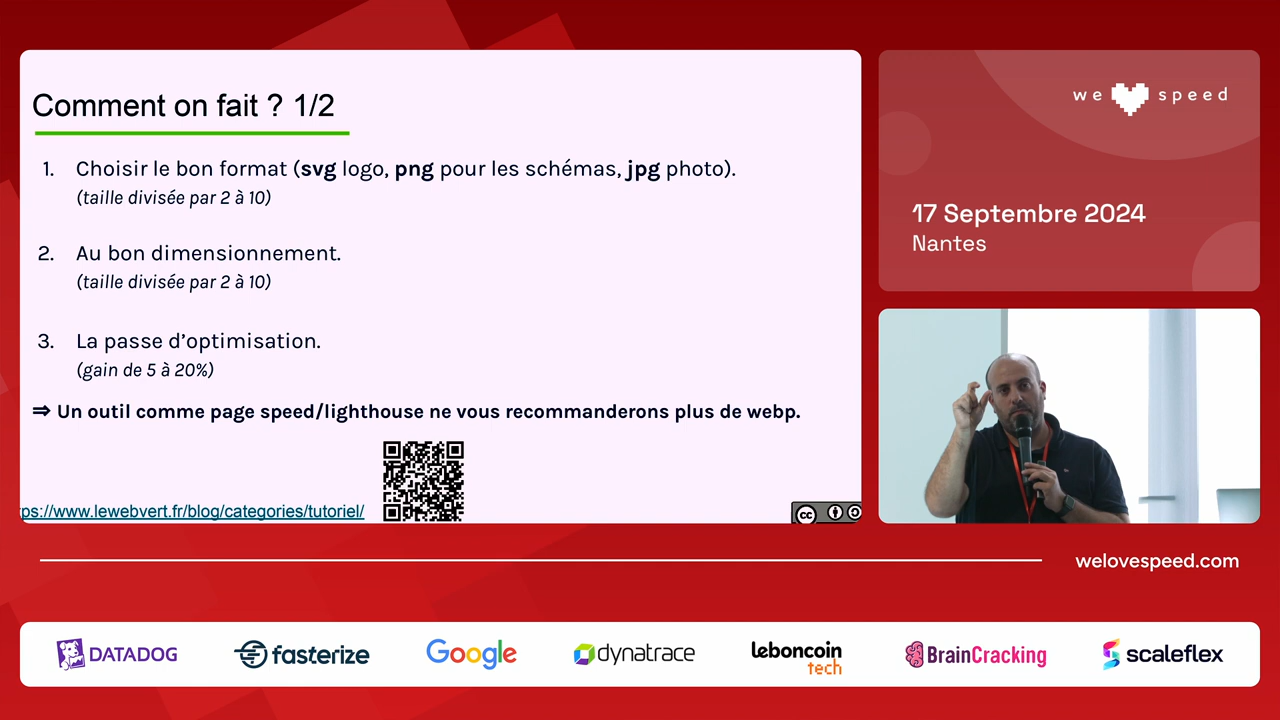 Comment on fait ? 1/2
1. Choisir le bon format (svg logo, png pour les schémas, jpg photo).
(taille divisée par 2 à 10)
2. Au bon dimensionnement.
(taille divisée par 2 à 10)
3. La passe d’optimisation.
(gain de 5 à 20%)
⇒ Un outil comme page speed/lighthouse ne vous recommanderons plus de webp.
ps://www.lewebvert.fr/blog/categories/tutoriel/
cc
we speed
17 Septembre 2024
Nantes
welovespeed.com
DATADOG
fasterize
Google
dynatrace
leboncoin
tech
BrainCracking
scaleflex